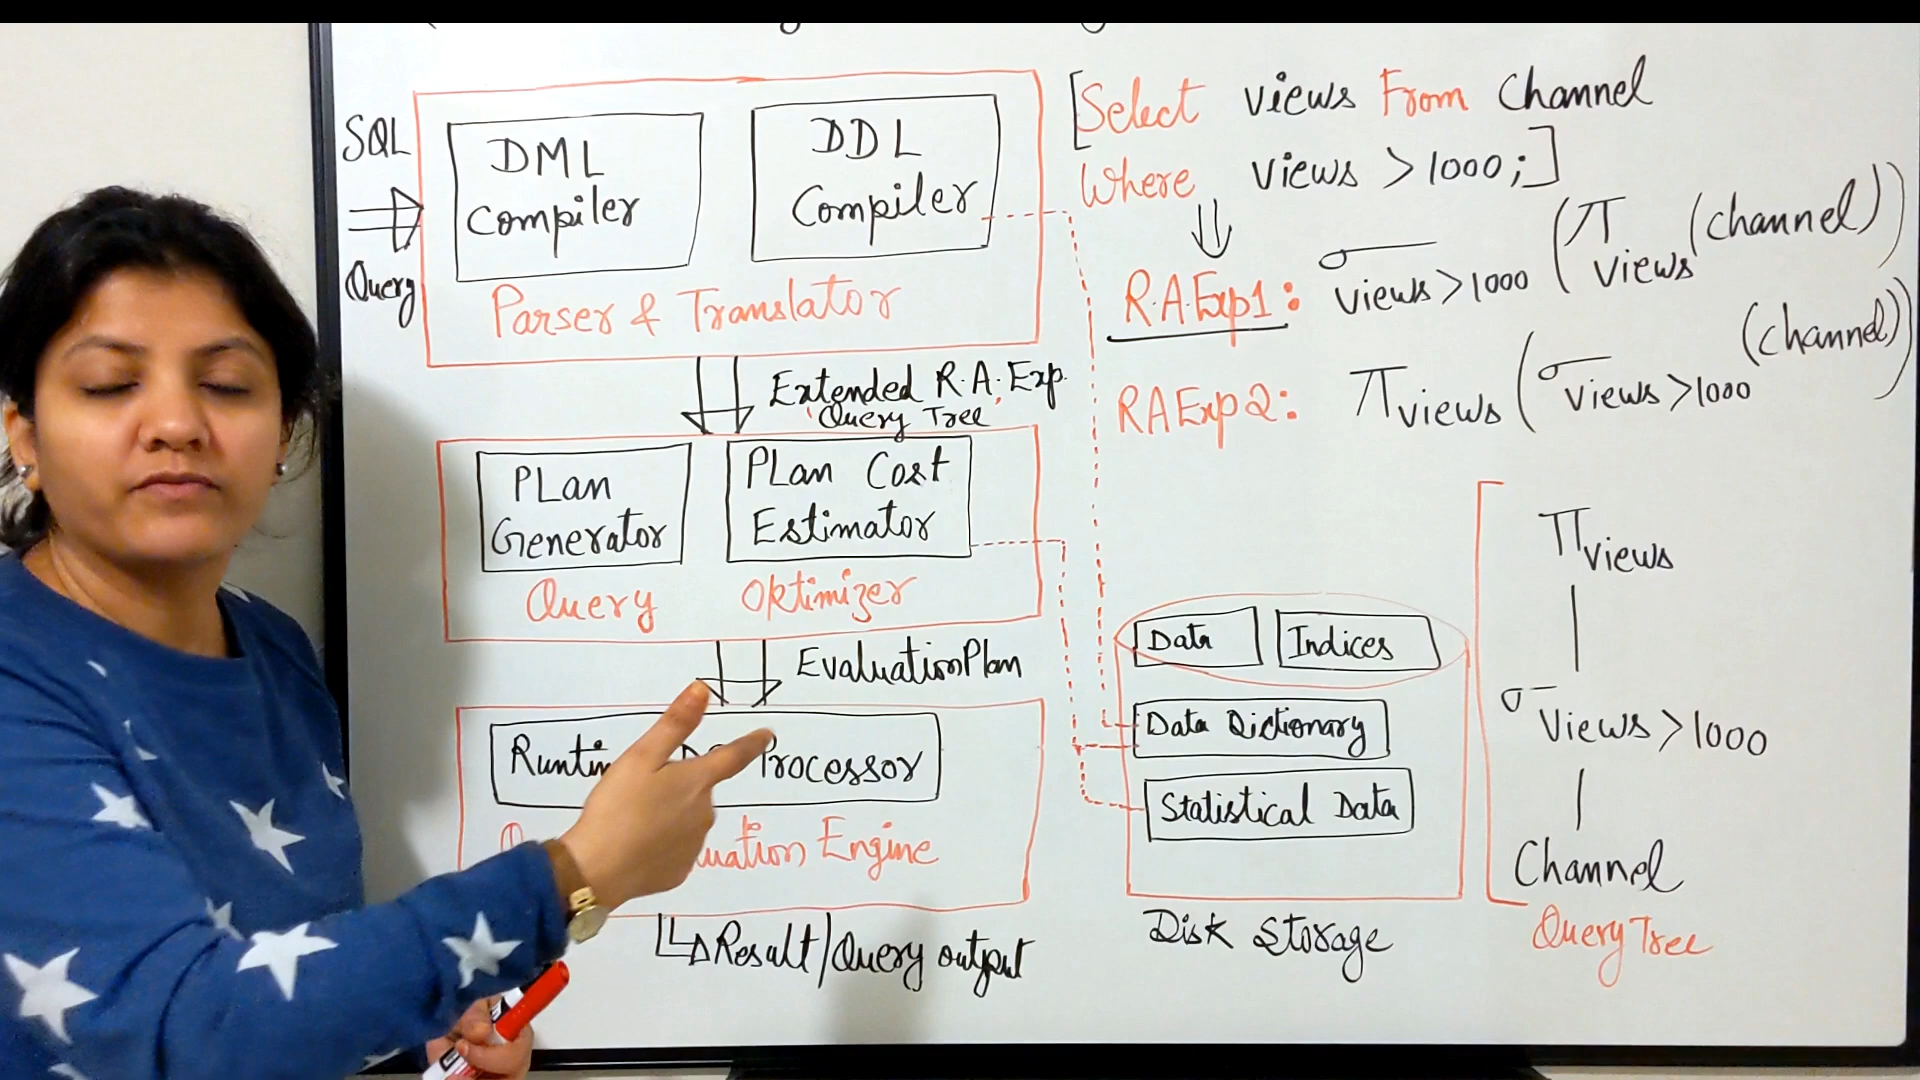 SQL
Query
DML
Compiler
DDL
Compiler
Parser & Translator
Extended R.A. Exp.
Query Tree
PLan
Generator
PLan Cost
Estimator
Query Optimizer
Evaluation Plan
Processor
Engine
Result/Query output
[Select views From Channel
Where views >1000;]
R.A.Exp1: σ views>1000 (π views (channel))
RAExp2: π views (σ views>1000 (channel))
Data
Indices
Data Dictionary
Statistical Data
Disk Storage
π views
σ views>1000
Channel
Query Tree